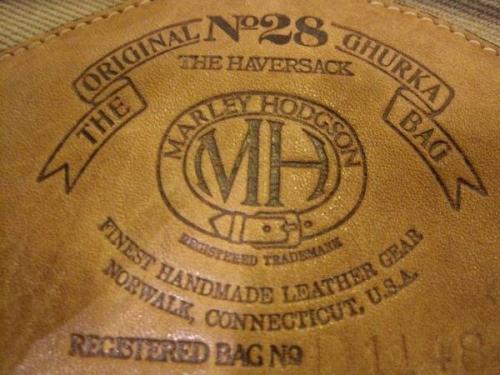 THE ORIGINAL Nº28 GHURKA BAG
THE HAVERSACK
MARLEY HODGSON
MH
REGISTERED TRADEMARK
FINEST HANDMADE LEATHER GEAR
NORWALK, CONNECTICUT, U.S.A.
REGISTERED BAG Nº